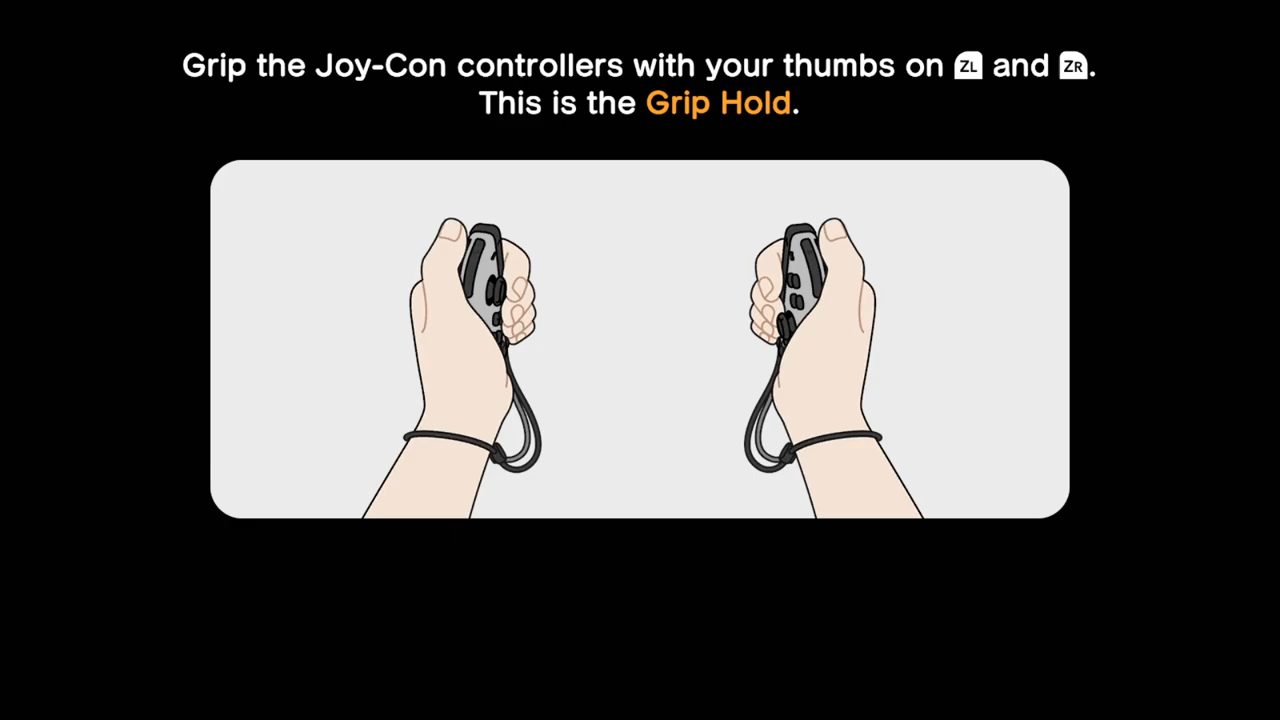 Grip the Joy-Con controllers with your thumbs on ZL and ZR.
This is the Grip Hold.